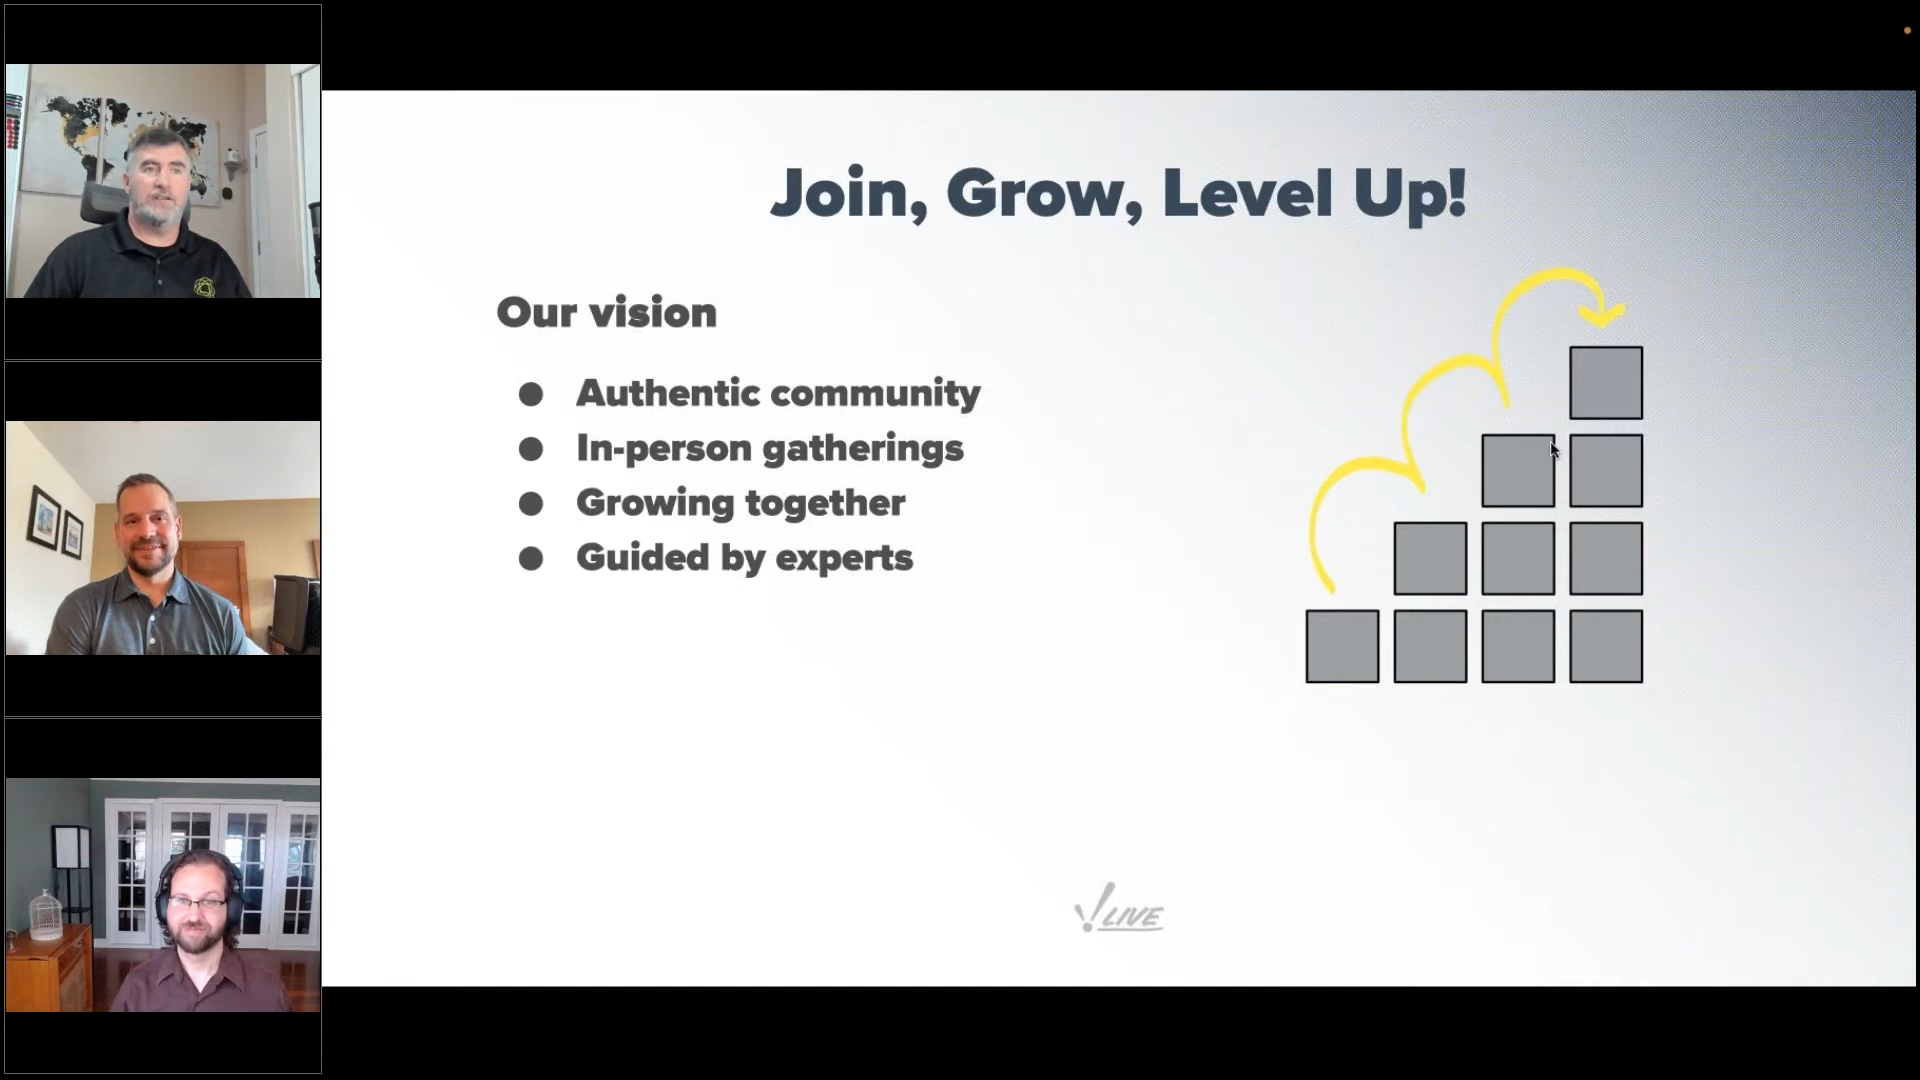 Join, Grow, Level Up!
Our vision
● Authentic community
● In-person gatherings
● Growing together
● Guided by experts
LIVE